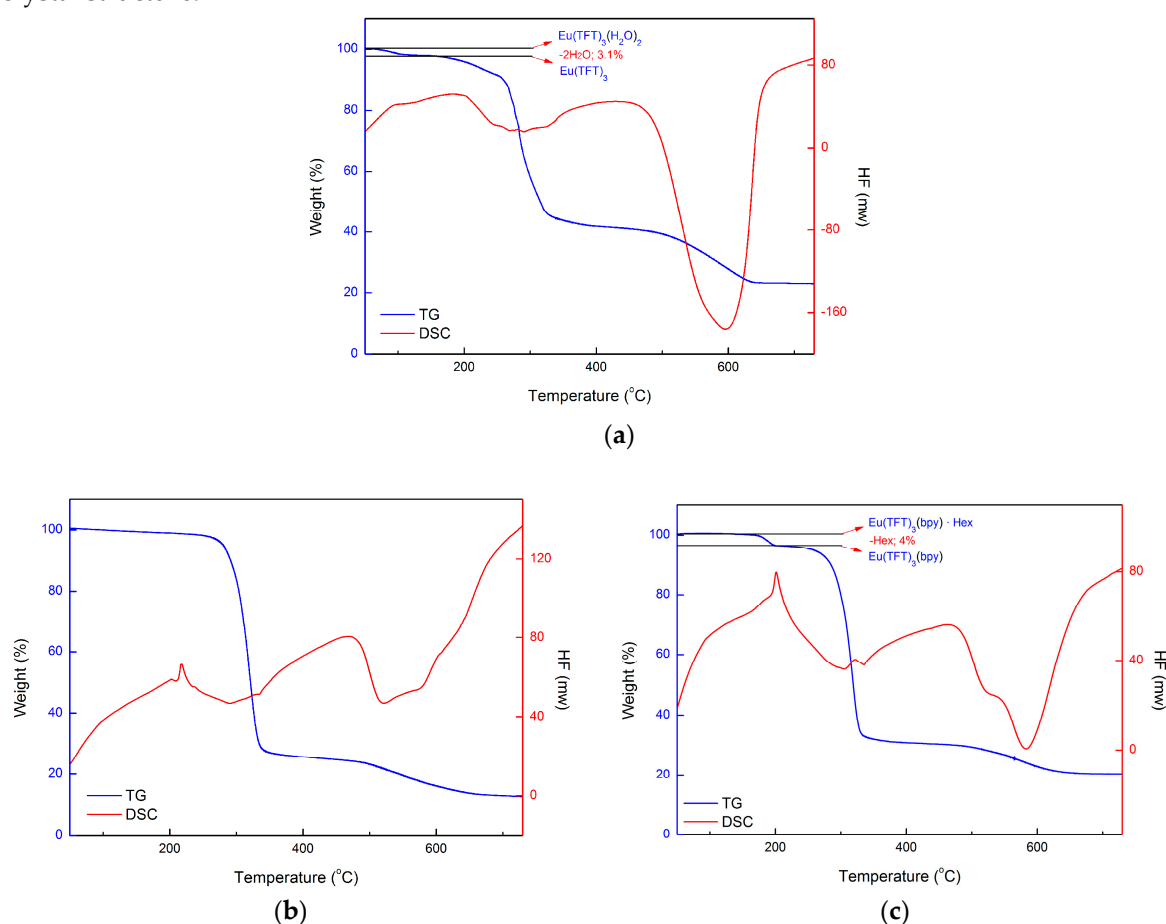 (a)
Eu(TFT)3(H2O)2
-2H2O; 3.1%
Eu(TFT)3
100
80
60
40
20
0
Weight (%)
80
0
-80
-160
HF (mw)
TG
DSC
200
400
600
Temperature (°C)
100
80
60
40
20
0
Weight (%)
120
80
40
0
HF (mw)
TG
DSC
200
400
600
Temperature (°C)
(b)
Eu(TFT)3(bpy) · Hex
-Hex; 4%
Eu(TFT)3(bpy)
100
80
60
40
20
0
Weight (%)
80
40
0
HF (mw)
TG
DSC
200
400
600
Temperature (°C)
(c)